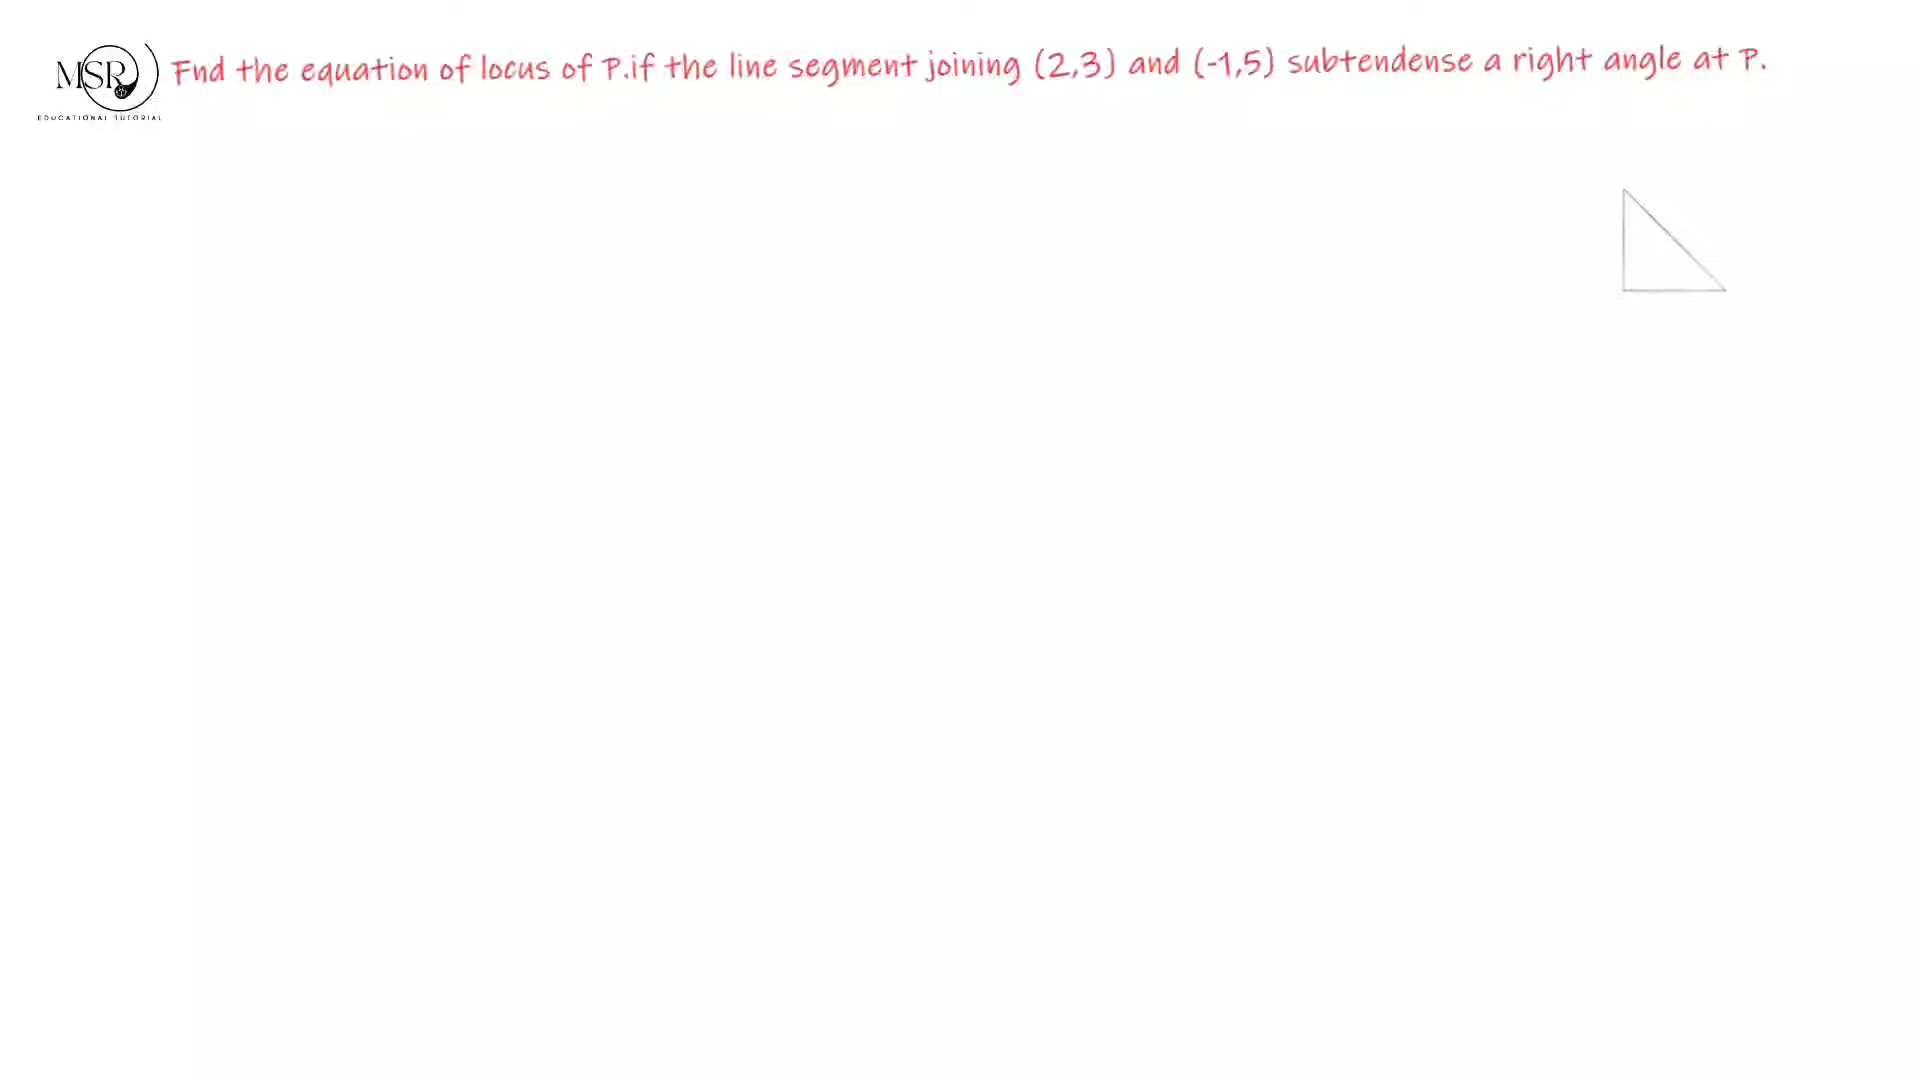 MSR
EDUCATIONAL TUTORIAL
Fnd the equation of locus of P.if the line segment joining (2,3) and (-1,5) subtendense a right angle at P.